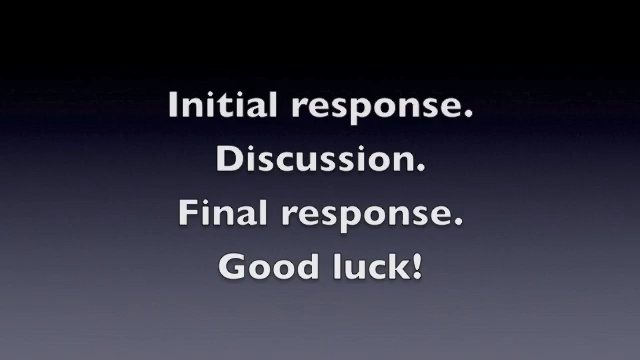 Initial response.
Discussion.
Final response.
Good luck!